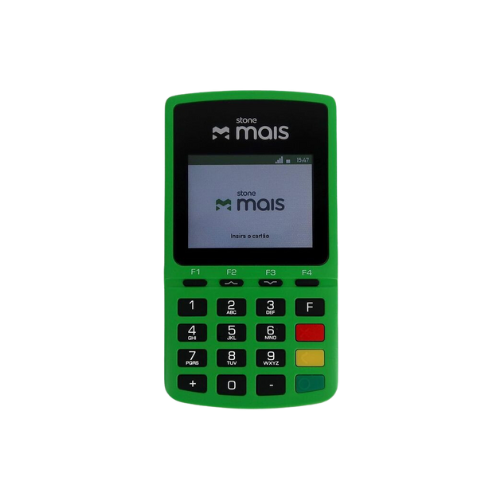 stone
mais
15:47
stone
mais
Insira o cartão
F1 F2 F3 F4
1 2 ABC 3 DEF F
4 GHI 5 JKL 6 MNO
7 PQRS 8 TUV 9 WXYZ
+ 0 -